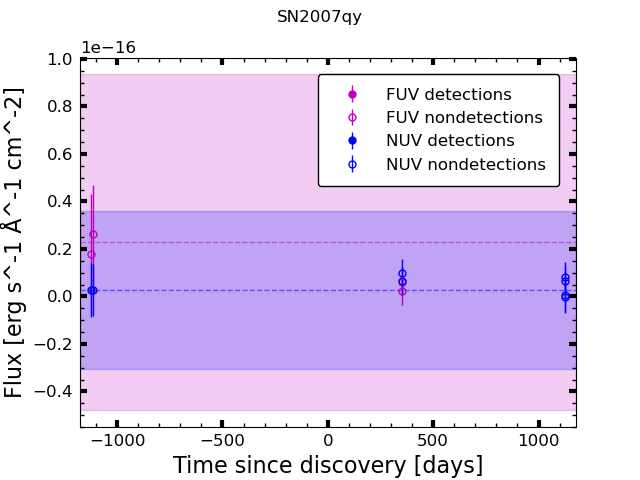 SN2007qy
1e−16
1.0
0.8
0.6
0.4
0.2
0.0
−0.2
−0.4
Flux [erg s^-1 Å^-1 cm^-2]
FUV detections
FUV nondetections
NUV detections
NUV nondetections
−1000 −500 0 500 1000
Time since discovery [days]